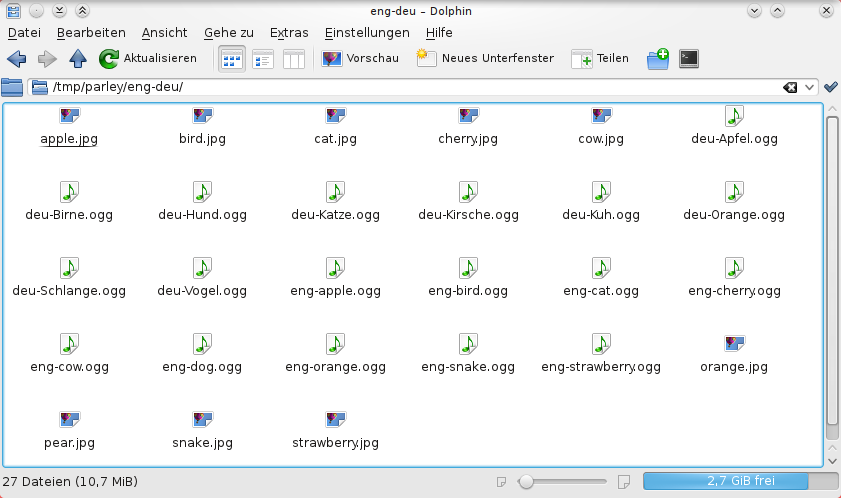 eng-deu – Dolphin
Datei Bearbeiten Ansicht Gehe zu Extras Einstellungen Hilfe
Aktualisieren Vorschau Neues Unterfenster Teilen
/tmp/parley/eng-deu/
apple.jpg bird.jpg cat.jpg cherry.jpg cow.jpg deu-Apfel.ogg
deu-Birne.ogg deu-Hund.ogg deu-Katze.ogg deu-Kirsche.ogg deu-Kuh.ogg deu-Orange.ogg
deu-Schlange.ogg deu-Vogel.ogg eng-apple.ogg eng-bird.ogg eng-cat.ogg eng-cherry.ogg
eng-cow.ogg eng-dog.ogg eng-orange.ogg eng-snake.ogg eng-strawberry.ogg orange.jpg
pear.jpg snake.jpg strawberry.jpg
27 Dateien (10,7 MiB) 2,7 GiB frei